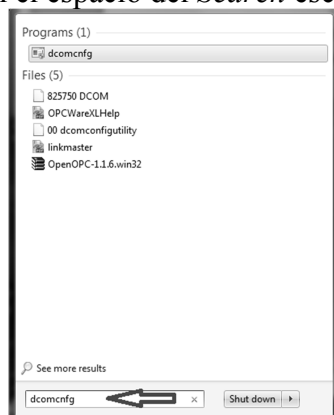 el espacio del Search esc
Programs (1)
dcomcnfg
Files (5)
825750 DCOM
OPCWareXLHelp
00 dcomconfigutility
linkmaster
OpenOPC-1.1.6.win32
See more results
dcomcnfg
Shut down